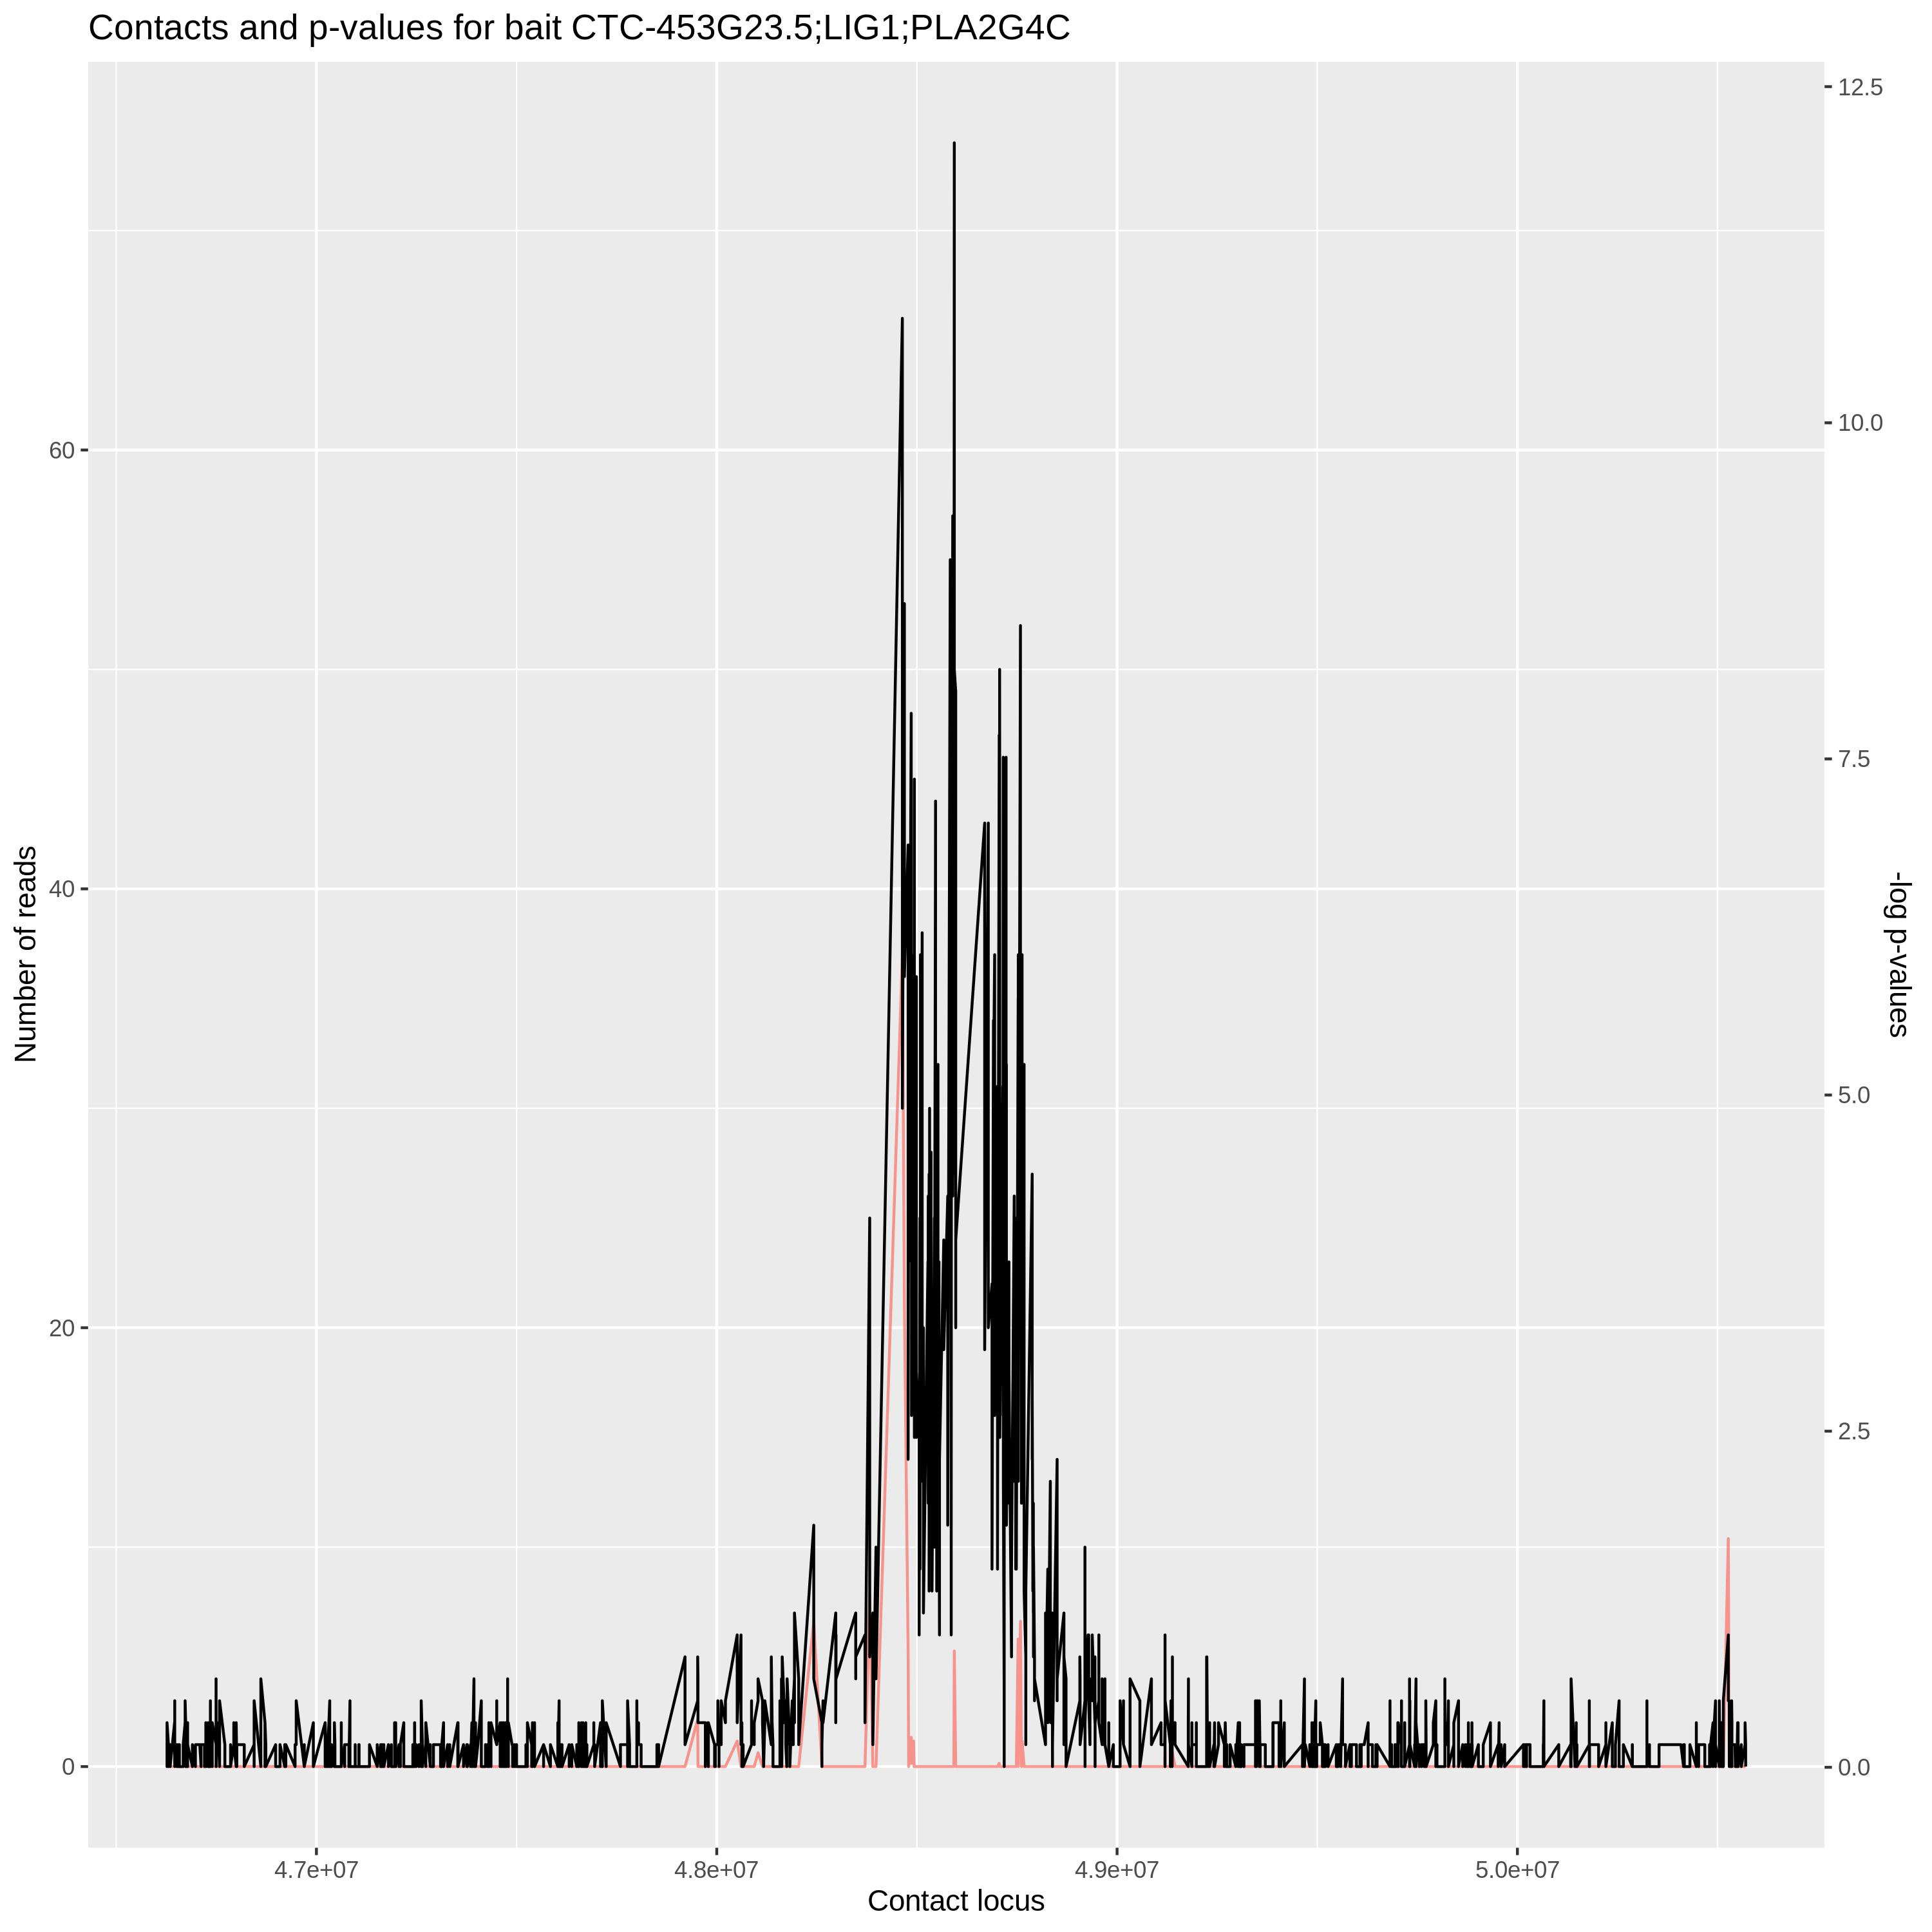 Contacts and p-values for bait CTC-453G23.5;LIG1;PLA2G4C
12.5
10.0
60
7.5
40
Number of reads
-log p-values
5.0
20
2.5
0
0.0
4.7e+07
4.8e+07
4.9e+07
5.0e+07
Contact locus